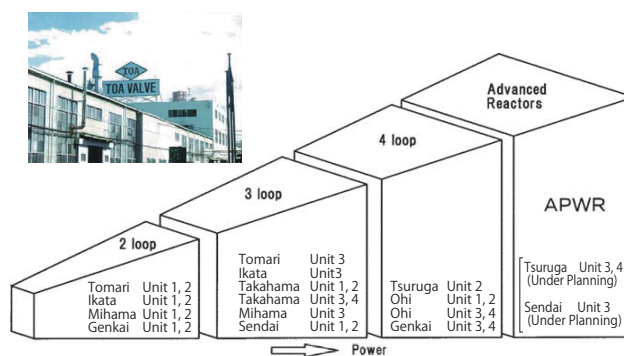 TOA
TOA VALVE
2 loop
Tomari Unit 1, 2
Ikata Unit 1, 2
Mihama Unit 1, 2
Genkai Unit 1, 2
3 loop
Tomari Unit 3
Ikata Unit3
Takahama Unit 1, 2
Takahama Unit 3, 4
Mihama Unit 3
Sendai Unit 1, 2
4 loop
Tsuruga Unit 2
Ohi Unit 1, 2
Ohi Unit 3, 4
Genkai Unit 3, 4
Advanced
Reactors
APWR
Tsuruga Unit 3, 4
(Under Planning)
Sendai Unit 3
(Under Planning)
Power